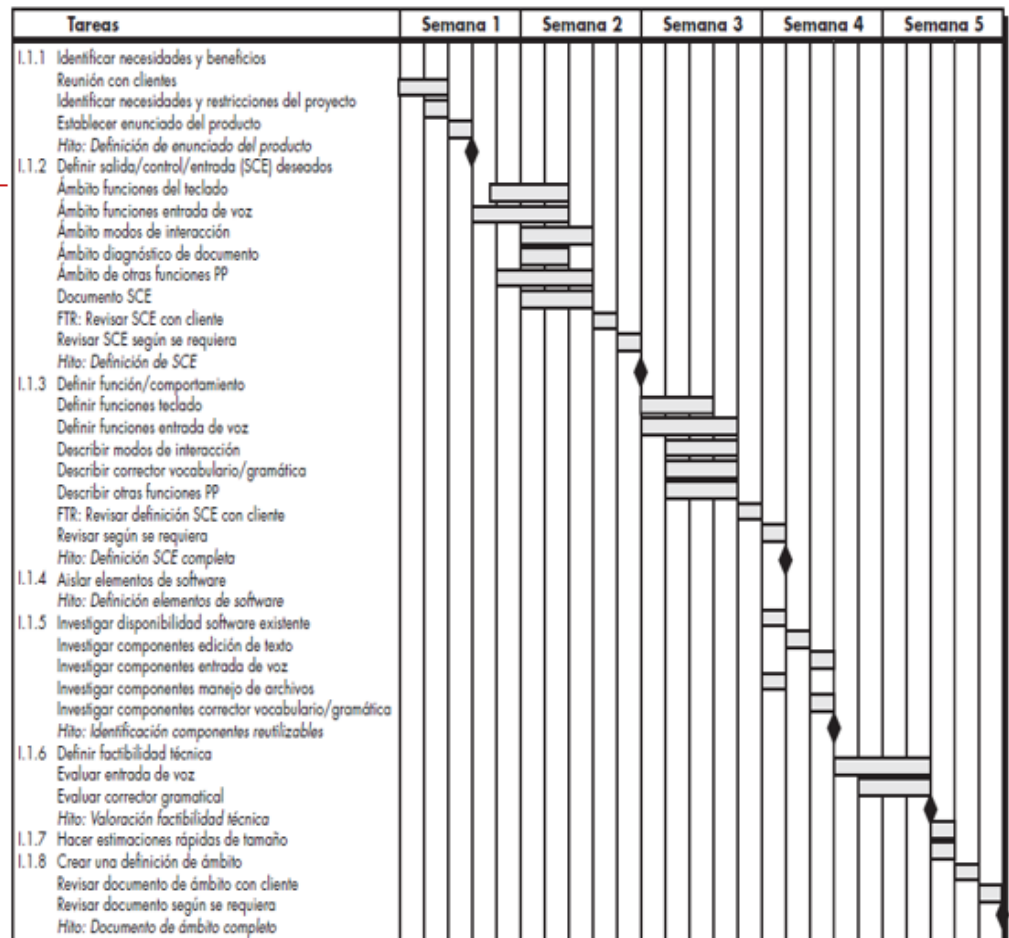 Tareas Semana 1 Semana 2 Semana 3 Semana 4 Semana 5
I.1.1 Identificar necesidades y beneficios
Reunión con clientes
Identificar necesidades y restricciones del proyecto
Establecer enunciado del producto
Hito: Definición de enunciado del producto
I.1.2 Definir salida/control/entrada (SCE) deseados
Ámbito funciones del teclado
Ámbito funciones entrada de voz
Ámbito modos de interacción
Ámbito diagnóstico de documento
Ámbito de otras funciones PP
Documento SCE
FTR: Revisar SCE con cliente
Revisar SCE según se requiera
Hito: Definición de SCE
I.1.3 Definir función/comportamiento
Definir funciones teclado
Definir funciones entrada de voz
Describir modos de interacción
Describir corrector vocabulario/gramática
Describir otras funciones PP
FTR: Revisar definición SCE con cliente
Revisar según se requiera
Hito: Definición SCE completa
I.1.4 Aislar elementos de software
Hito: Definición elementos de software
I.1.5 Investigar disponibilidad software existente
Investigar componentes edición de texto
Investigar componentes entrada de voz
Investigar componentes manejo de archivos
Investigar componentes corrector vocabulario/gramática
Hito: Identificación componentes reutilizables
I.1.6 Definir factibilidad técnica
Evaluar entrada de voz
Evaluar corrector gramatical
Hito: Valoración factibilidad técnica
I.1.7 Hacer estimaciones rápidas de tamaño
I.1.8 Crear una definición de ámbito
Revisar documento de ámbito con cliente
Revisar documento según se requiera
Hito: Documento de ámbito completo